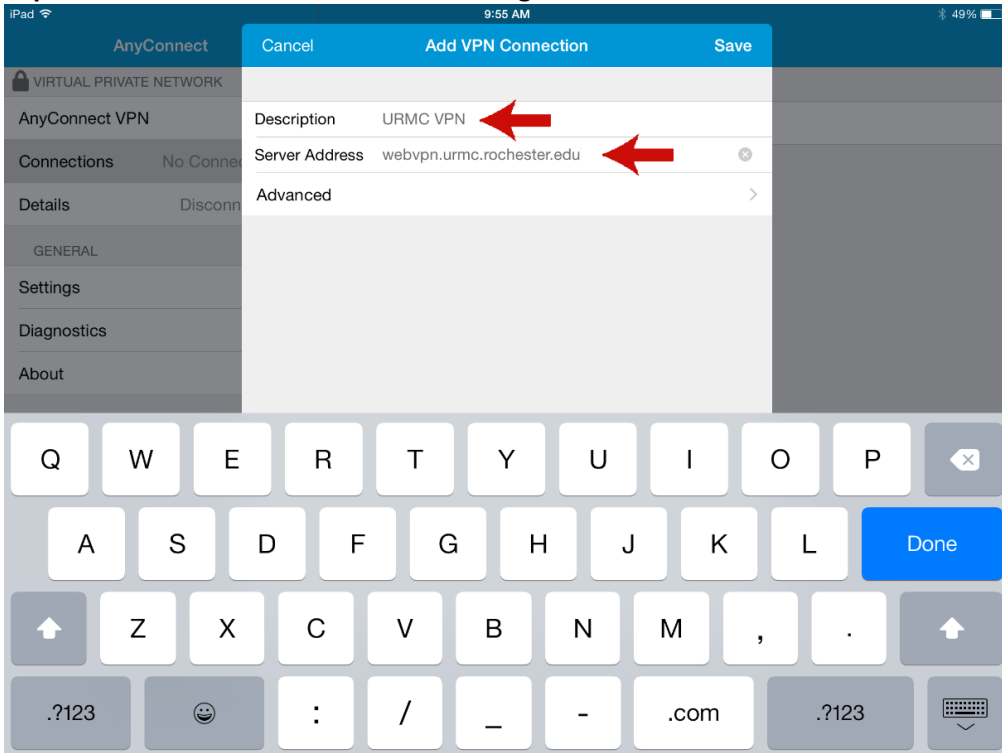 iPad 9:55 AM 49%
AnyConnect Cancel Add VPN Connection Save
VIRTUAL PRIVATE NETWORK
AnyConnect VPN Description URMC VPN
Connections No Connec Server Address webvpn.urmc.rochester.edu
Details Disconn Advanced
GENERAL
Settings
Diagnostics
About
Q W E R T Y U I O P
A S D F G H J K L Done
Z X C V B N M , .
.?123 : / _ - .com .?123